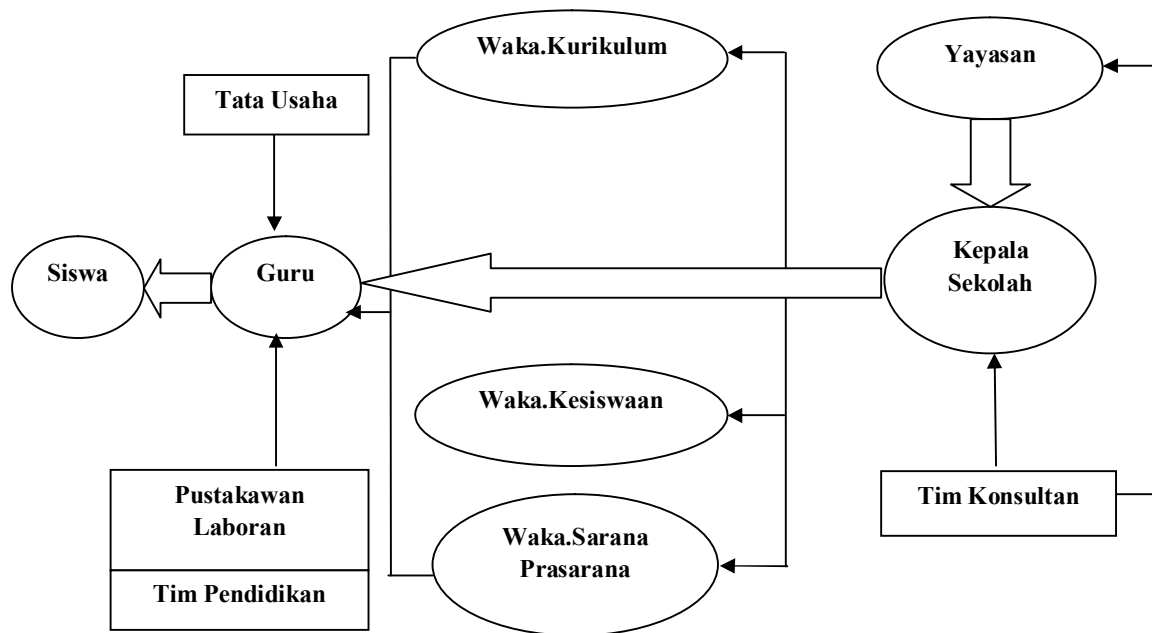 Waka.Kurikulum
Yayasan
Tata Usaha
Siswa
Guru
Kepala
Sekolah
Waka.Kesiswaan
Pustakawan
Laboran
Tim Pendidikan
Waka.Sarana
Prasarana
Tim Konsultan